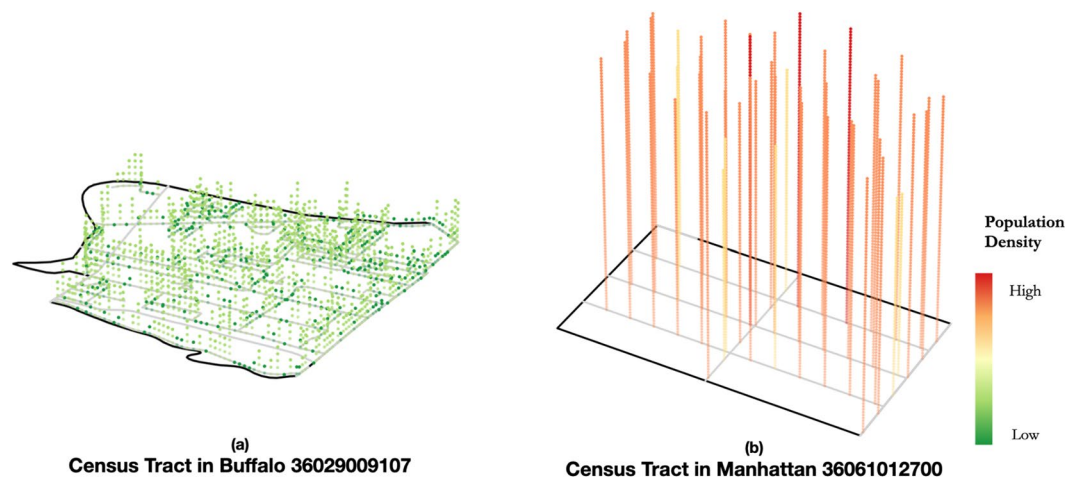 Population
Density
High
Low
(a)
Census Tract in Buffalo 36029009107
(b)
Census Tract in Manhattan 36061012700